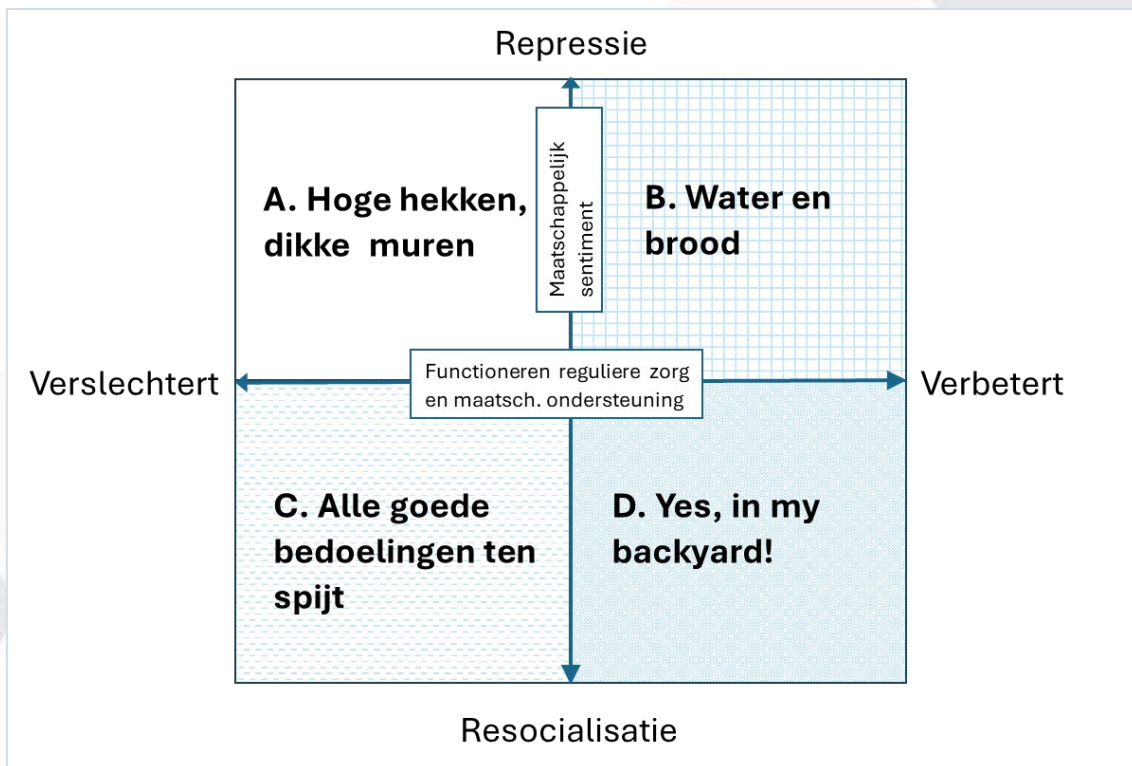 Repressie
Maatschappelijk
sentiment
A. Hoge hekken,
dikke muren
B. Water en
brood
Verslechtert
Functioneren reguliere zorg
en maatsch. ondersteuning
Verbetert
C. Alle goede
bedoelingen ten
spijt
D. Yes, in my
backyard!
Resocialisatie